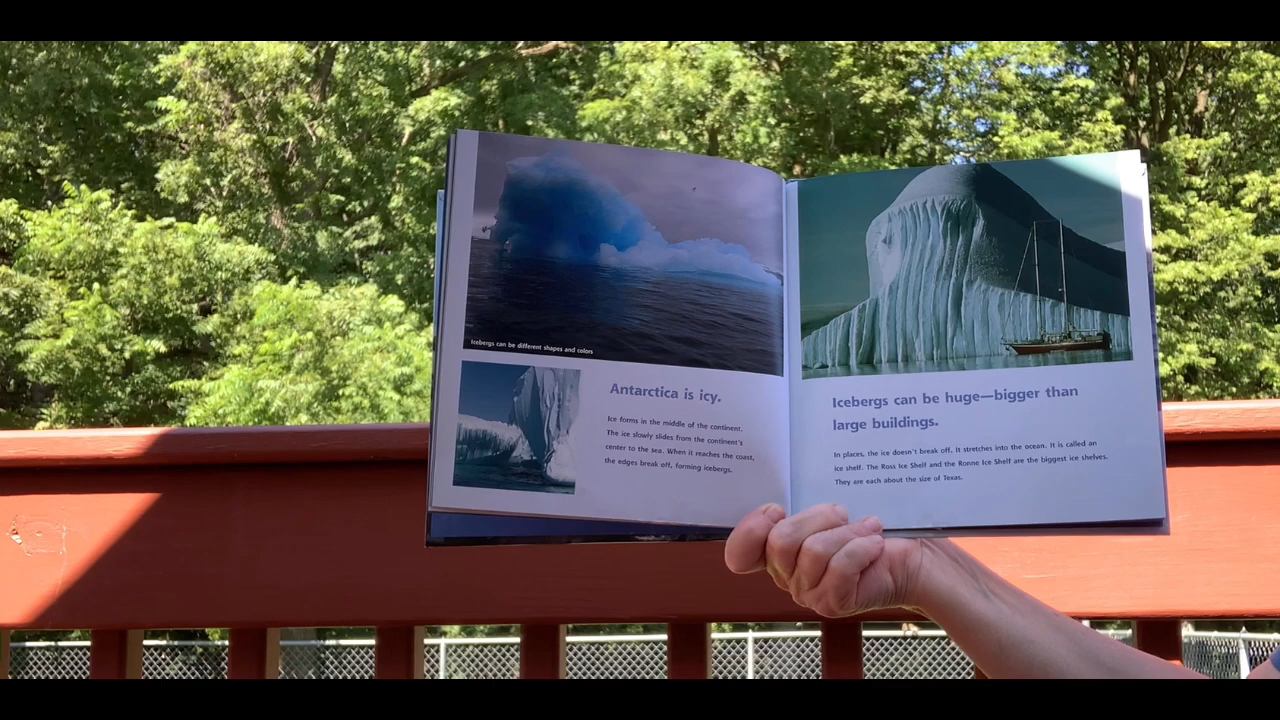 Icebergs can be different shapes and colors
Antarctica is icy.
Ice forms in the middle of the continent.
The ice slowly slides from the continent's
center to the sea. When it reaches the coast,
the edges break off, forming icebergs.
Icebergs can be huge—bigger than
large buildings.
In places, the ice doesn't break off. It stretches into the ocean. It is called an
ice shelf. The Ross Ice Shelf and the Ronne Ice Shelf are the biggest ice shelves.
They are each about the size of Texas.